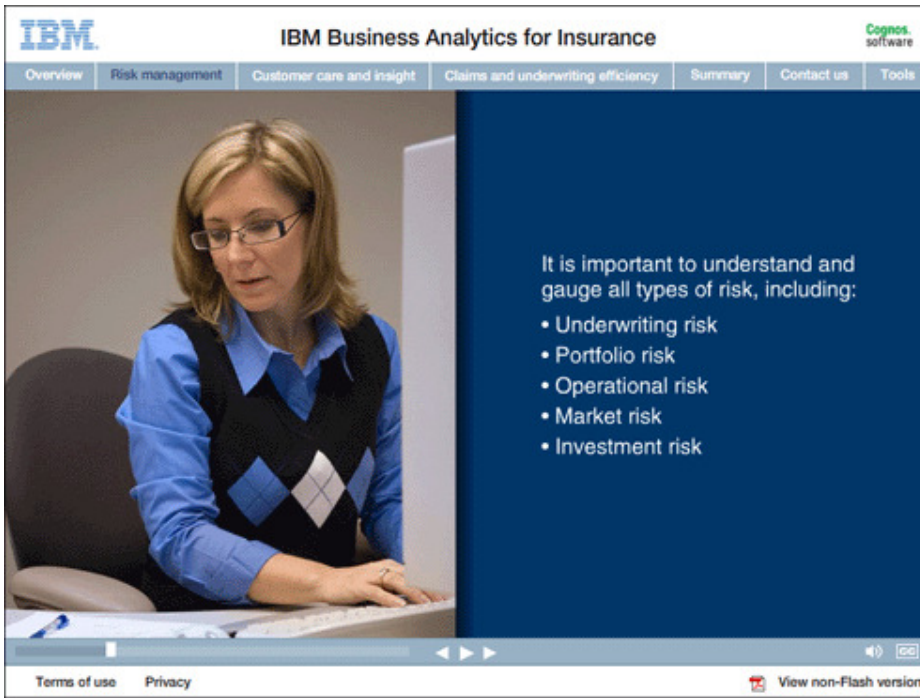 IBM
IBM Business Analytics for Insurance
Cognos.
software
Overview
Risk management
Customer care and insight
Claims and underwriting efficiency
Summary
Contact us
Tools
It is important to understand and
gauge all types of risk, including:
• Underwriting risk
• Portfolio risk
• Operational risk
• Market risk
• Investment risk
CC
Terms of use
Privacy
View non-Flash version